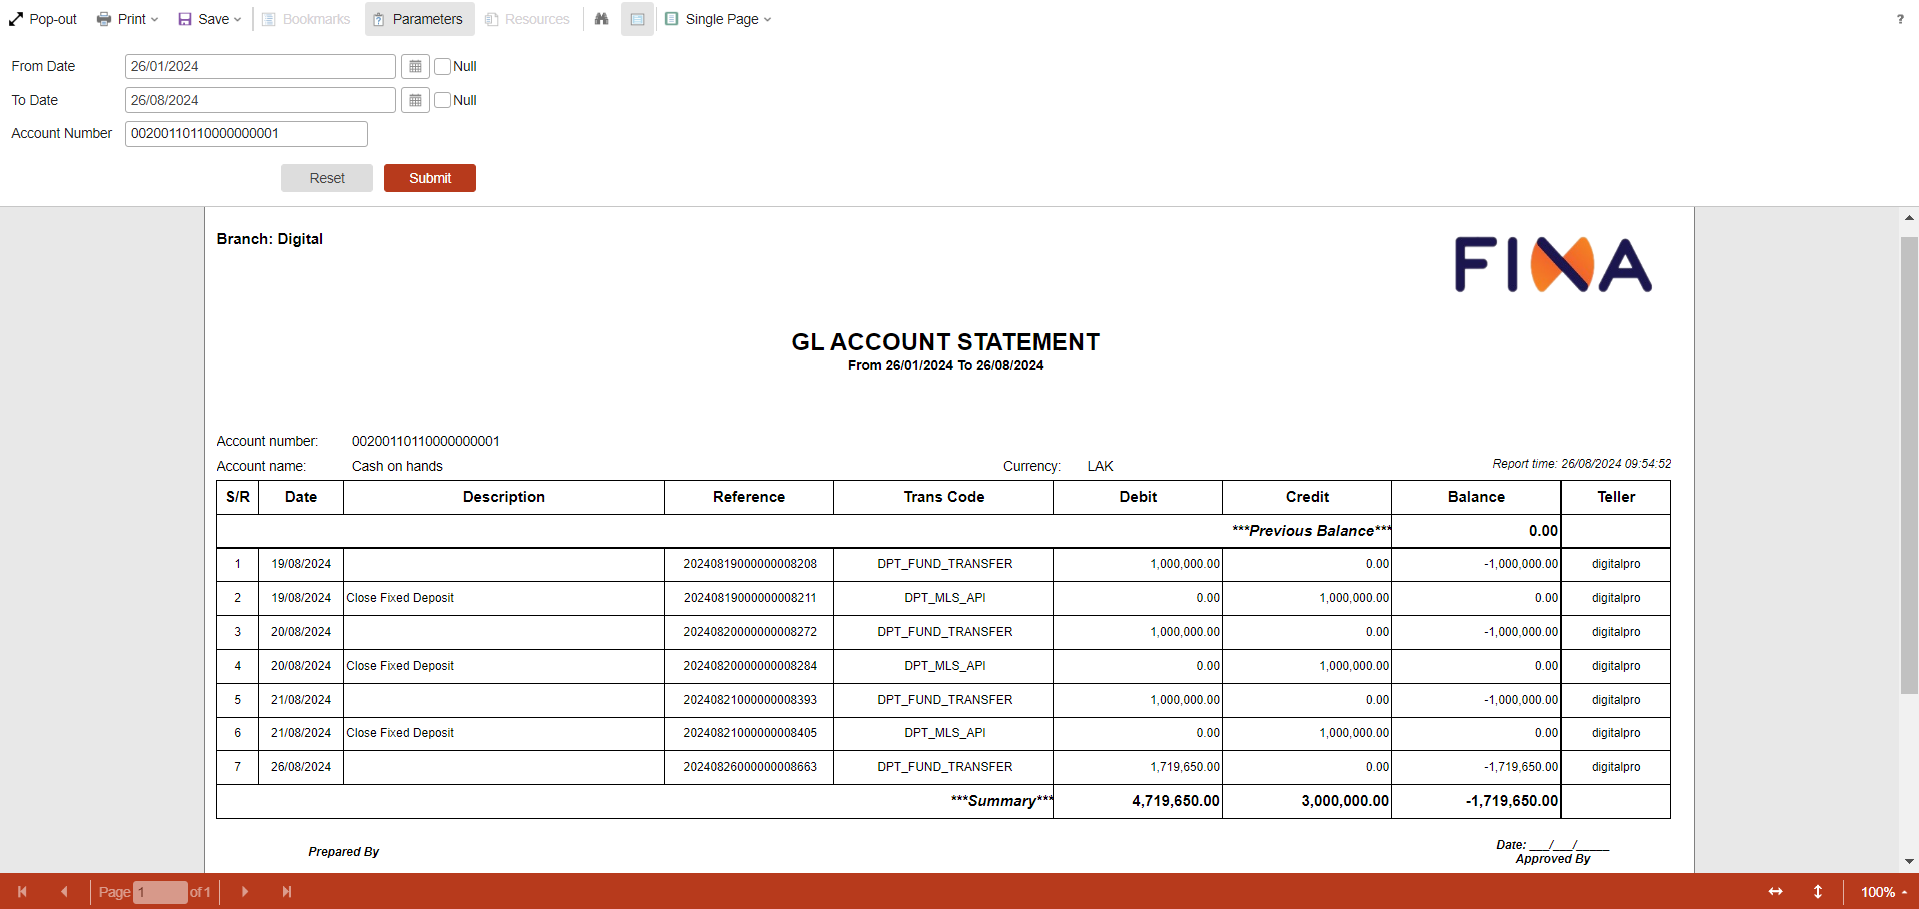 Pop-out Print Save Bookmarks Parameters Resources Single Page ?
From Date 26/01/2024 Null
To Date 26/08/2024 Null
Account Number 00200110110000000001
Reset Submit
Branch: Digital
FINA
GL ACCOUNT STATEMENT
From 26/01/2024 To 26/08/2024
Account number: 00200110110000000001
Account name: Cash on hands Currency: LAK Report time: 26/08/2024 09:54:52
S/R Date Description Reference Trans Code Debit Credit Balance Teller
***Previous Balance*** 0.00
1 19/08/2024 20240819000000008208 DPT_FUND_TRANSFER 1,000,000.00 0.00 -1,000,000.00 digitalpro
2 19/08/2024 Close Fixed Deposit 20240819000000008211 DPT_MLS_API 0.00 1,000,000.00 0.00 digitalpro
3 20/08/2024 20240820000000008272 DPT_FUND_TRANSFER 1,000,000.00 0.00 -1,000,000.00 digitalpro
4 20/08/2024 Close Fixed Deposit 20240820000000008284 DPT_MLS_API 0.00 1,000,000.00 0.00 digitalpro
5 21/08/2024 20240821000000008393 DPT_FUND_TRANSFER 1,000,000.00 0.00 -1,000,000.00 digitalpro
6 21/08/2024 Close Fixed Deposit 20240821000000008405 DPT_MLS_API 0.00 1,000,000.00 0.00 digitalpro
7 26/08/2024 20240826000000008663 DPT_FUND_TRANSFER 1,719,650.00 0.00 -1,719,650.00 digitalpro
***Summary*** 4,719,650.00 3,000,000.00 -1,719,650.00
Date: ___/___/_____
Prepared By Approved By
Page 1 of 1 100%